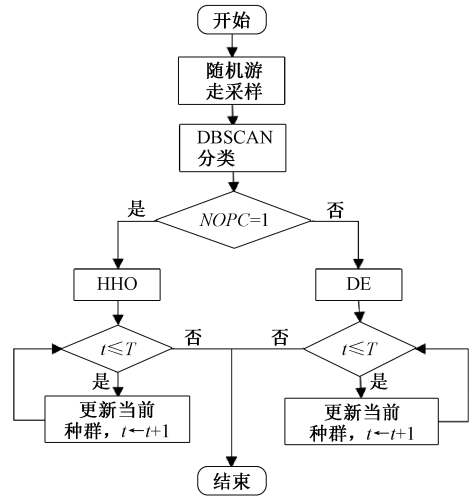 开始
随机游
走采样
DBSCAN
分类
NOPC=1
是
否
HHO
DE
t≤T
否
否
t≤T
是
是
更新当前
种群，t←t+1
更新当前
种群，t←t+1
结束